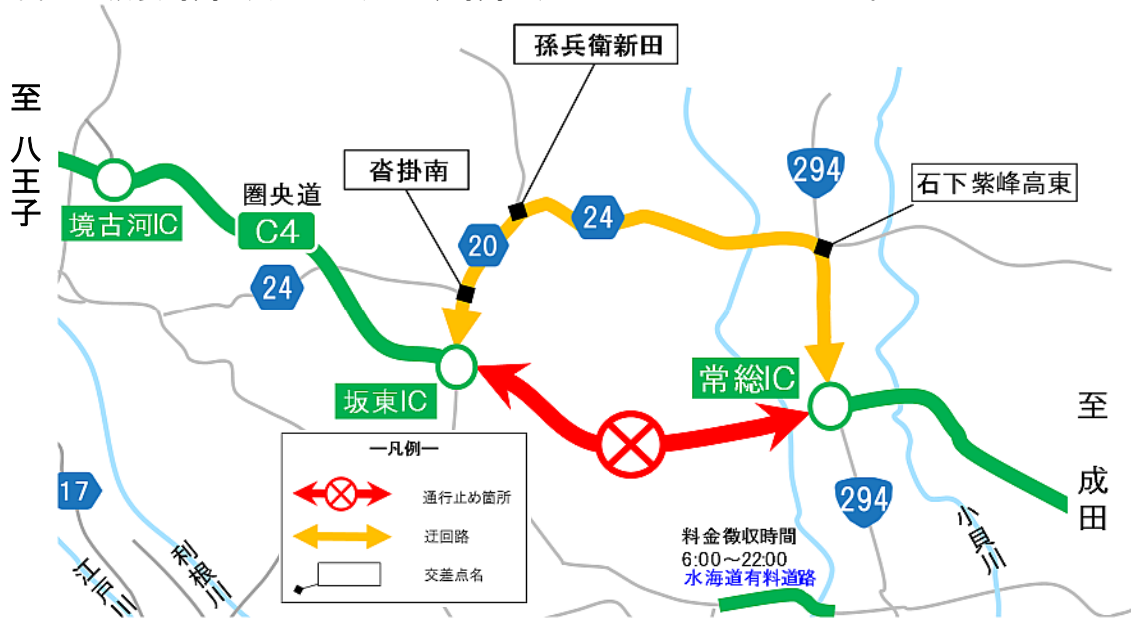 孫兵衛新田
至 八王子
沓掛南
294
石下紫峰高東
圏央道
C4
境古河IC
20
24
24
常総IC
坂東IC
至 成田
―凡例―
通行止め箇所
迂回路
交差点名
17
294
料金徴収時間
6:00～22:00
水海道有料道路
小貝川
利根川
江戸川